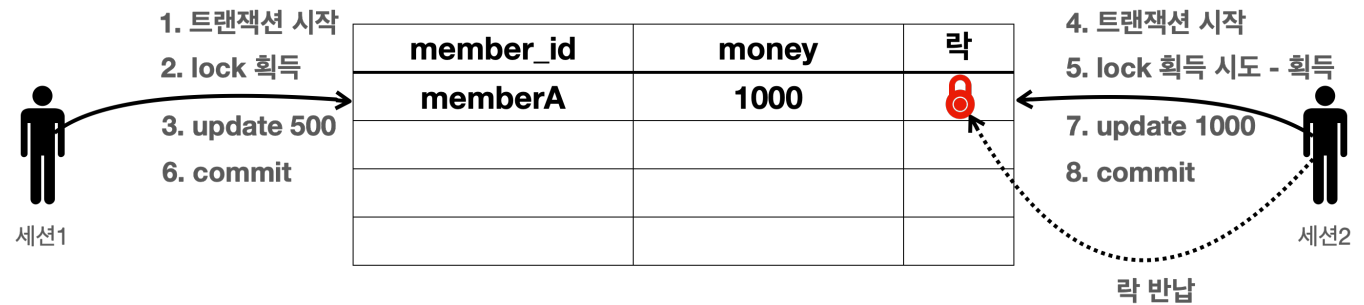 1. 트랜잭션 시작
2. lock 획득
3. update 500
6. commit
세션1
member_id money 락
memberA 1000
4. 트랜잭션 시작
5. lock 획득 시도 - 획득
7. update 1000
8. commit
세션2
락 반납